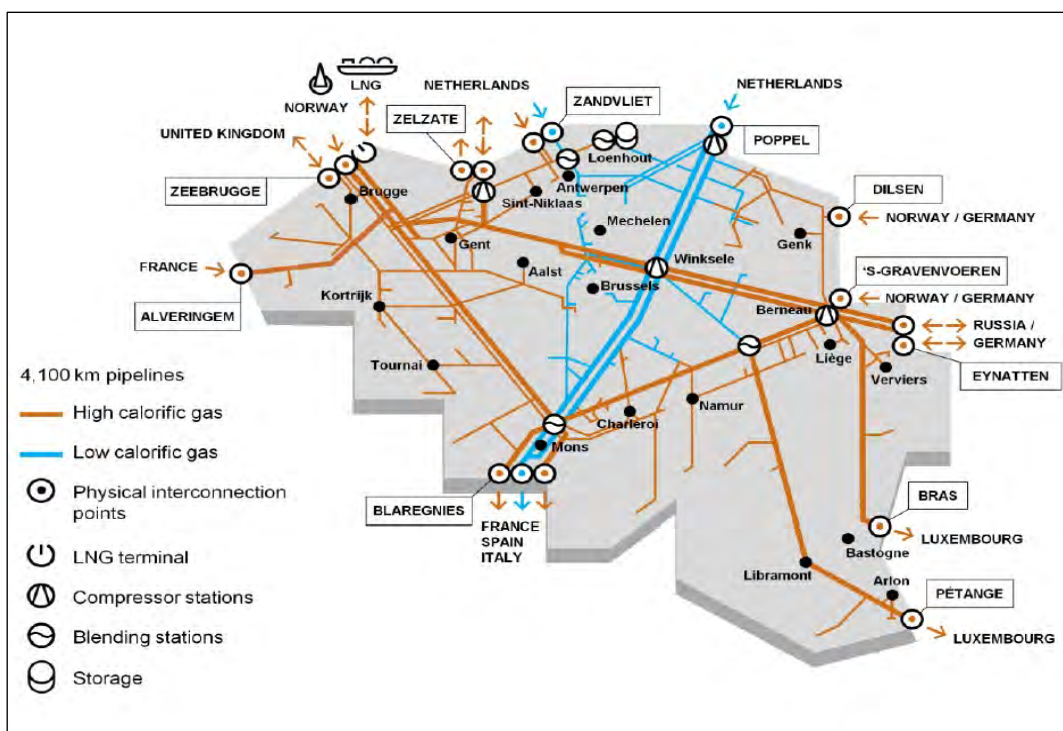 LNG
NORWAY
NETHERLANDS
ZANDVLIET
NETHERLANDS
UNITED KINGDOM
ZELZATE
Loenhout
POPPEL
ZEEBRUGGE
Brugge
Antwerpen
Sint-Niklaas
DILSEN
NORWAY / GERMANY
Mechelen
Genk
Gent
Winksele
Aalst
FRANCE
'S-GRAVENVOEREN
Brussels
ALVERINGEM
Kortrijk
NORWAY / GERMANY
Berneau
RUSSIA /
GERMANY
Liège
EYNATTEN
Tournai
Verviers
4,100 km pipelines
High calorific gas
Low calorific gas
Physical interconnection
points
LNG terminal
Compressor stations
Blending stations
Storage
Namur
Charleroi
Mons
BLAREGNIES
FRANCE
SPAIN
ITALY
BRAS
LUXEMBOURG
Bastogne
Libramont
Arlon
PÉTANGE
LUXEMBOURG